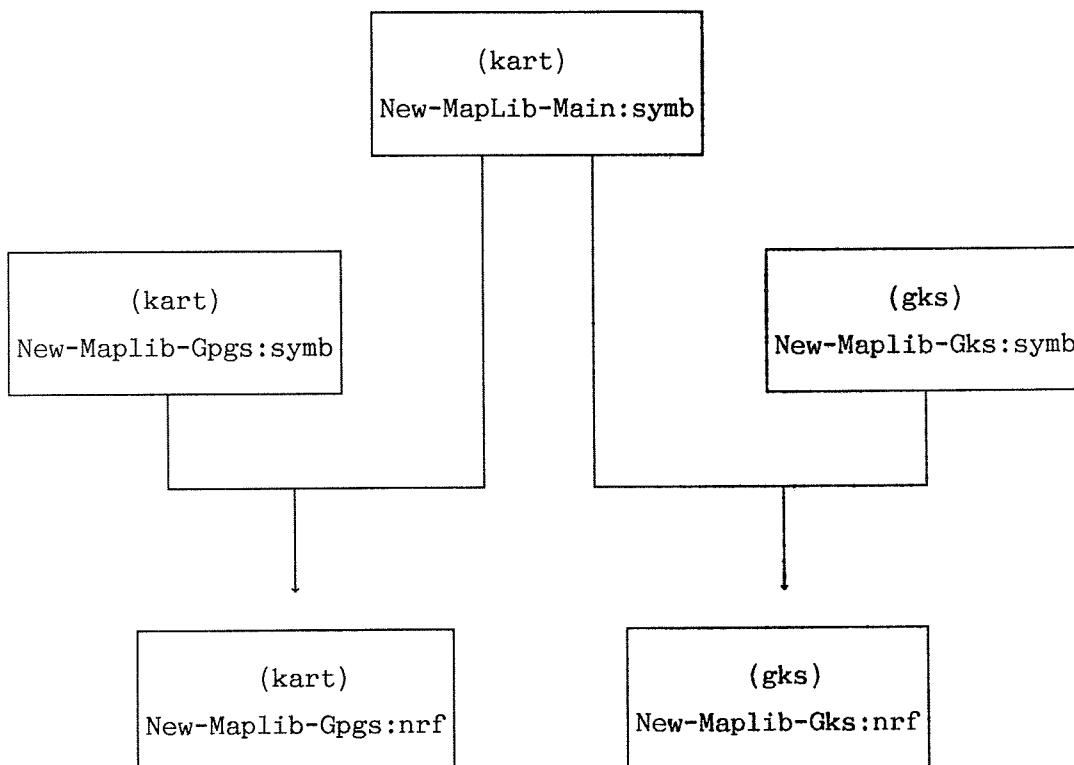 (kart)
New-MapLib-Main:symb
(kart)
New-Maplib-Gpgs:symb
(gks)
New-Maplib-Gks:symb
(kart)
New-Maplib-Gpgs:nrf
(gks)
New-Maplib-Gks:nrf